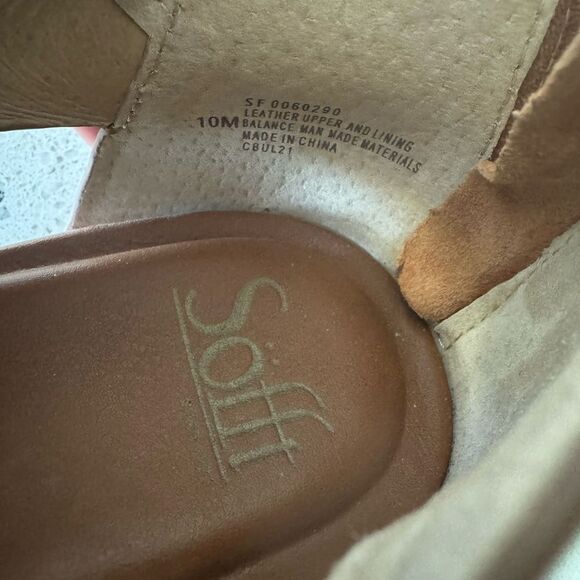 SF 0060290
LEATHER UPPER AND LINING
10M BALANCE MAN MADE MATERIALS
MADE IN CHINA
CBUL21
Söfft